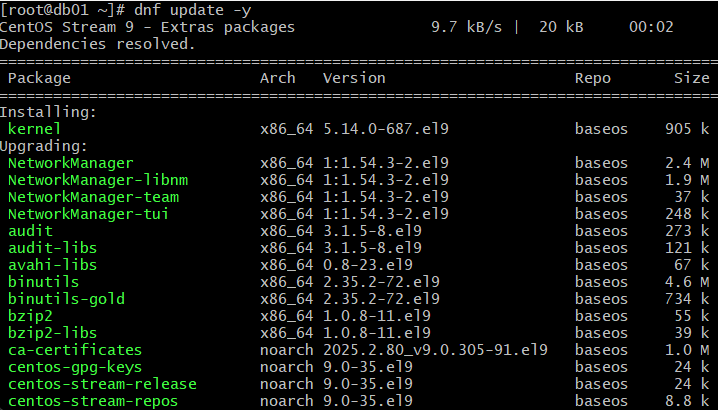 [root@db01 ~]# dnf update -y
CentOS Stream 9 - Extras packages                9.7 kB/s |  20 kB     00:02
Dependencies resolved.
================================================================================
 Package                    Arch   Version                        Repo       Size
================================================================================
Installing:
 kernel                     x86_64 5.14.0-687.el9                 baseos    905 k
Upgrading:
 NetworkManager             x86_64 1:1.54.3-2.el9                 baseos    2.4 M
 NetworkManager-libnm       x86_64 1:1.54.3-2.el9                 baseos    1.9 M
 NetworkManager-team        x86_64 1:1.54.3-2.el9                 baseos     37 k
 NetworkManager-tui         x86_64 1:1.54.3-2.el9                 baseos    248 k
 audit                      x86_64 3.1.5-8.el9                    baseos    273 k
 audit-libs                 x86_64 3.1.5-8.el9                    baseos    121 k
 avahi-libs                 x86_64 0.8-23.el9                     baseos     67 k
 binutils                   x86_64 2.35.2-72.el9                  baseos    4.6 M
 binutils-gold              x86_64 2.35.2-72.el9                  baseos    734 k
 bzip2                      x86_64 1.0.8-11.el9                   baseos     55 k
 bzip2-libs                 x86_64 1.0.8-11.el9                   baseos     39 k
 ca-certificates            noarch 2025.2.80_v9.0.305-91.el9      baseos    1.0 M
 centos-gpg-keys            noarch 9.0-35.el9                     baseos     24 k
 centos-stream-release      noarch 9.0-35.el9                     baseos     24 k
 centos-stream-repos        noarch 9.0-35.el9                     baseos    8.8 k